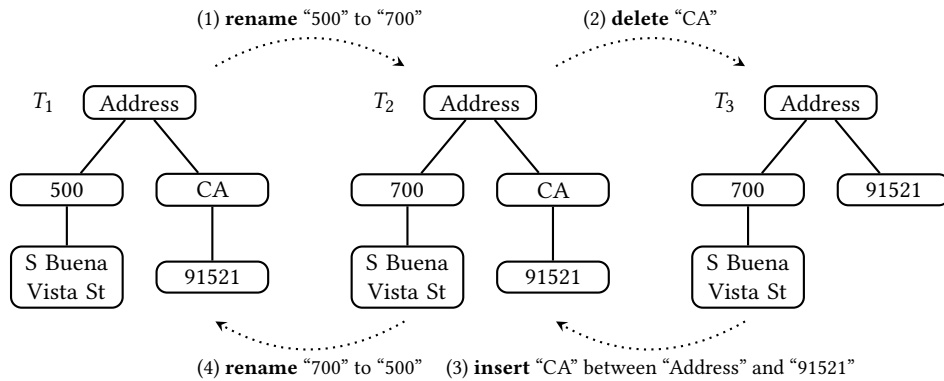 (1) rename “500” to “700” (2) delete “CA”
T1 Address T2 Address T3 Address
500 CA 700 CA 700 91521
S Buena S Buena S Buena
Vista St 91521 Vista St 91521 Vista St
(4) rename “700” to “500” (3) insert “CA” between “Address” and “91521”